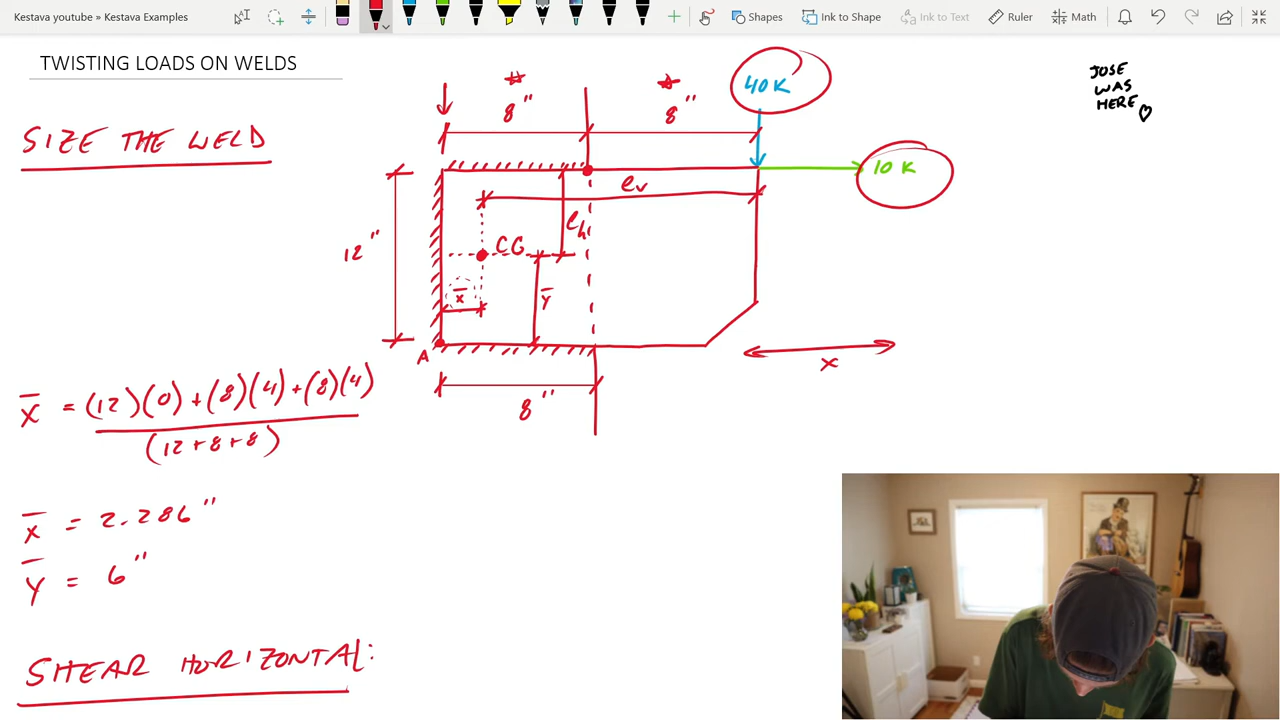 Kestava youtube » Kestava Examples
Shapes
Ink to Shape
Ink to Text
Ruler
Math
TWISTING LOADS ON WELDS
SIZE THE WELD
8"
8"
40K
10 K
JOSE
WAS
HERE ♡
12"
ev
eh
CG
x̄
ȳ
A
x
8"
X̄ = (12)(0)+(8)(4)+(8)(4)
(12+8+8)
X̄ = 2.286"
Ȳ = 6"
SHEAR HORIZONTAL: